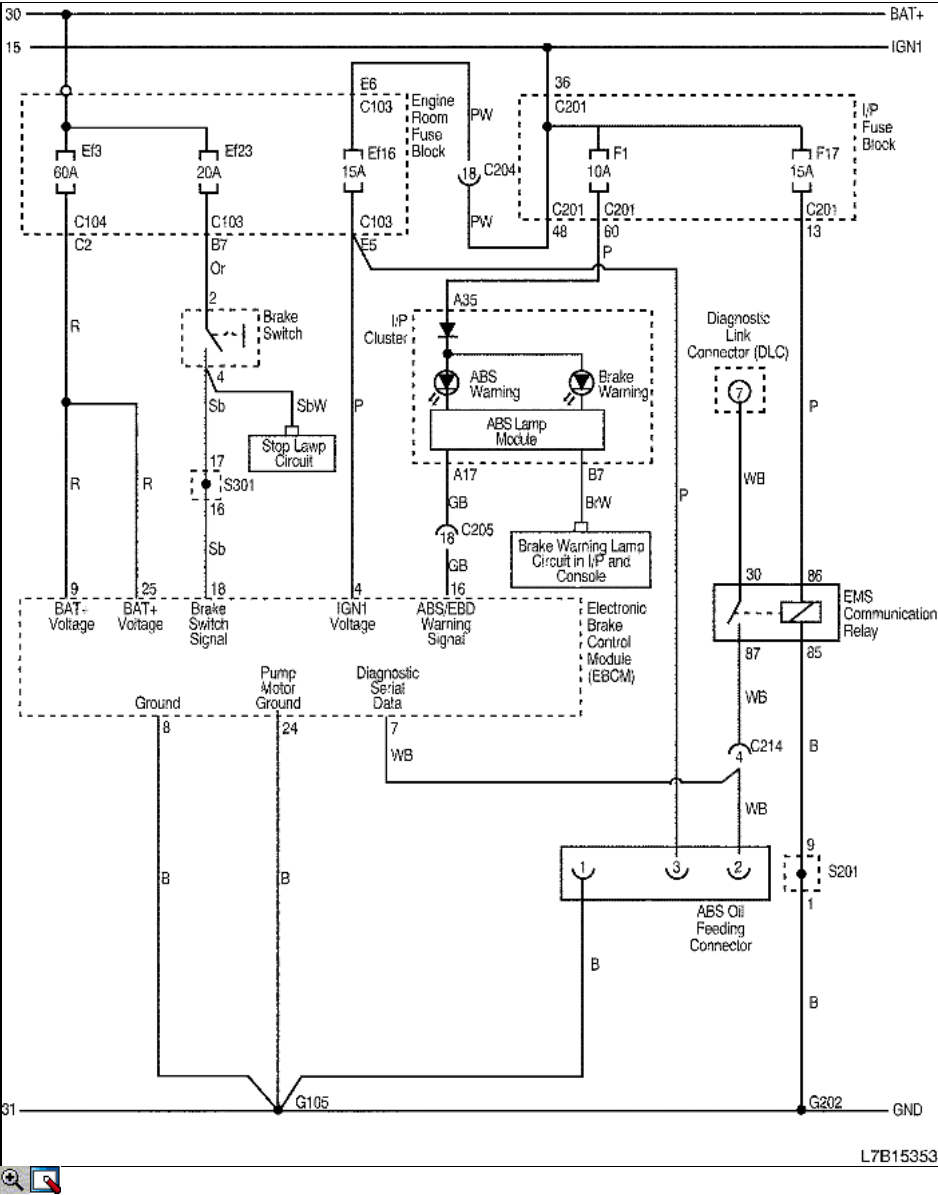 30
BAT+
15
IGN1
E6
C103
Engine
Room
Fuse
Block
PW
36
C201
I/P
Fuse
Block
Ef3
60A
Ef23
20A
Ef16
15A
18
C204
F1
10A
F17
15A
C104
C103
C103
PW
C201
C201
C201
C2
B7
E5
48
60
13
Or
P
2
A35
Brake
Switch
I/P
Cluster
Diagnostic
Link
Connector (DLC)
R
ABS
Warning
Brake
Warning
7
4
Sb
SbW
P
P
ABS Lamp
Module
Stop Lawp
Circuit
17
S301
16
R
R
A17
B7
GB
BrW
P
WB
18
C205
Brake Warning Lamp
Circuit in I/P and
Console
Sb
GB
9
25
18
4
16
30
86
BAT+
Voltage
BAT+
Voltage
Brake
Switch
Signal
IGN1
Voltage
ABS/EBD
Warning
Signal
Electronic
Brake
Control
Module
(EBCM)
EMS
Communication
Relay
87
85
Ground
Pump
Motor
Ground
Diagnostic
Serial
Data
WB
8
24
7
WB
C214
4
B
WB
9
S201
1
1
3
2
B
B
ABS Oil
Feeding
Connector
B
B
31
G105
G202
GND
L7B15353